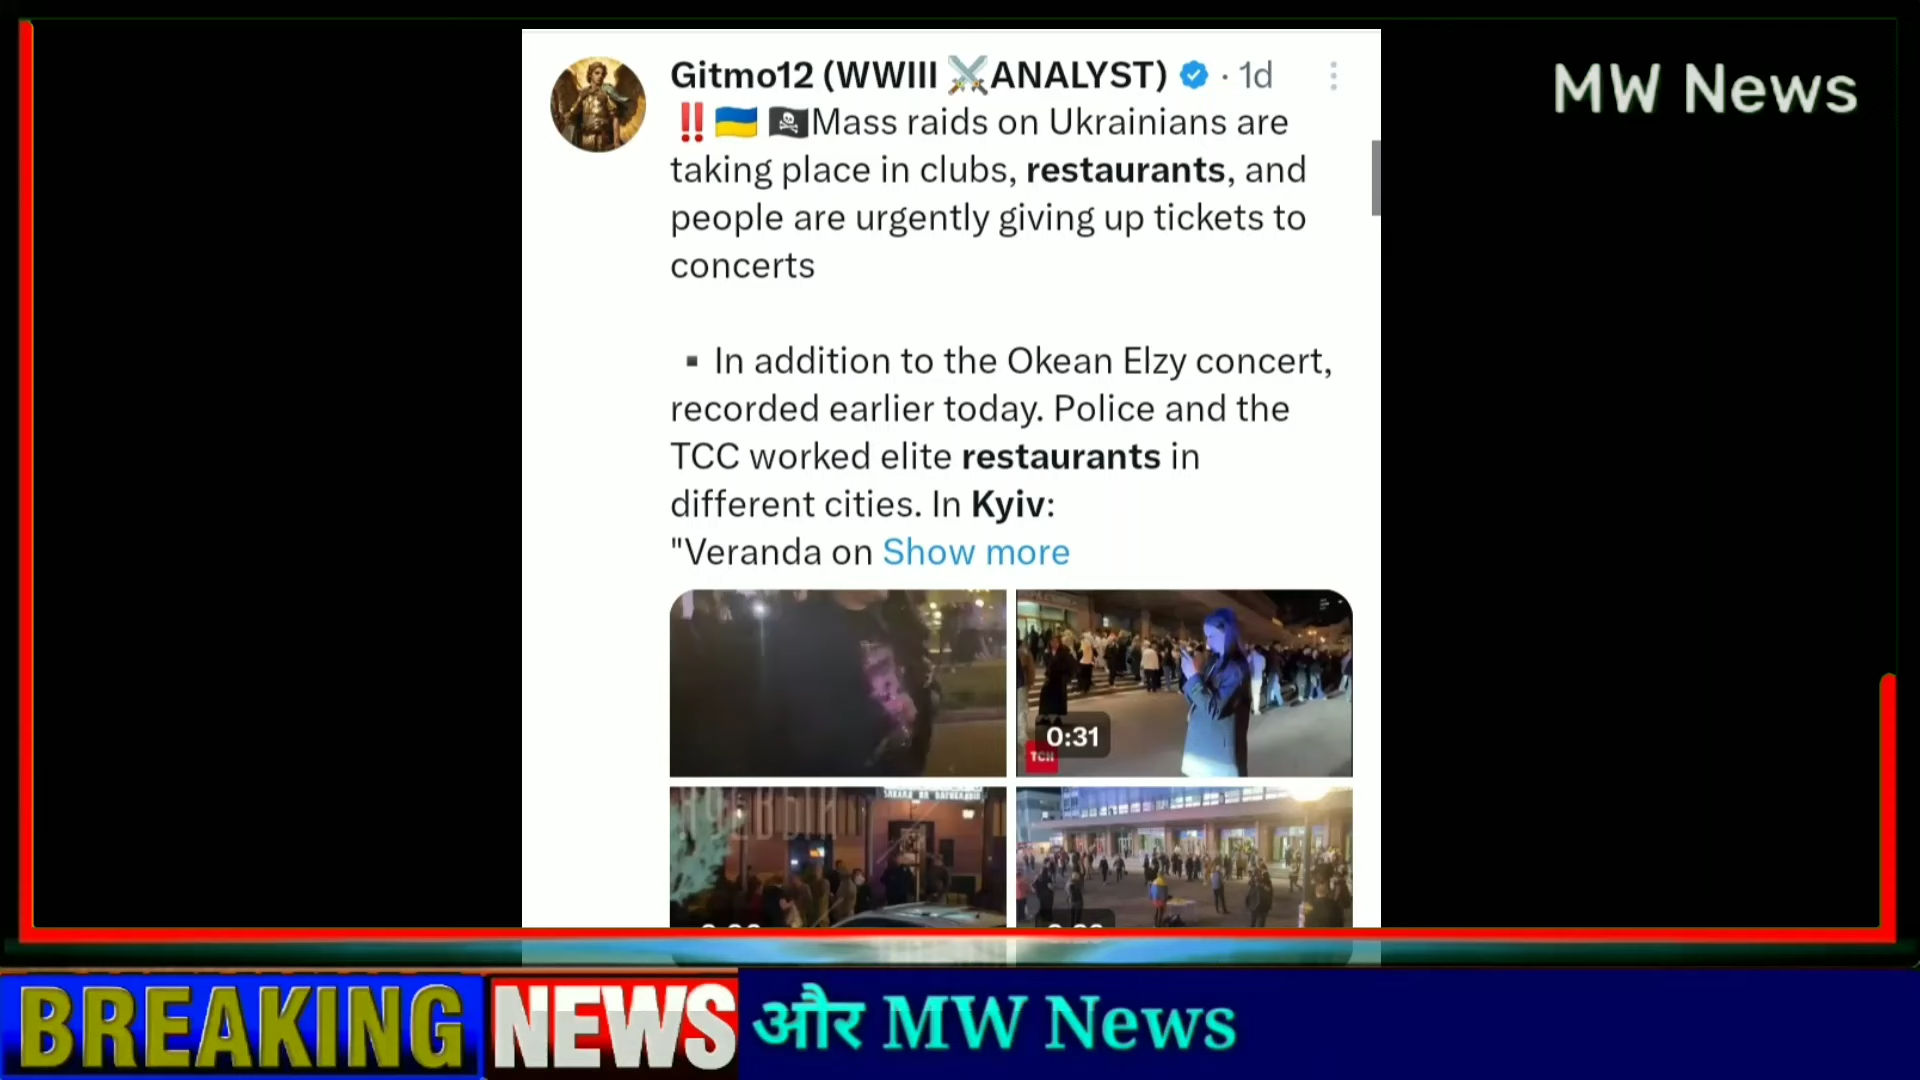 Gitmo12 (WWIII ⚔️ANALYST) · 1d
MW News
‼️🇺🇦 🏴‍☠️Mass raids on Ukrainians are
taking place in clubs, restaurants, and
people are urgently giving up tickets to
concerts
▪️In addition to the Okean Elzy concert,
recorded earlier today. Police and the
TCC worked elite restaurants in
different cities. In Kyiv:
"Veranda on Show more
0:31
ТСН
BREAKING NEWS और MW News